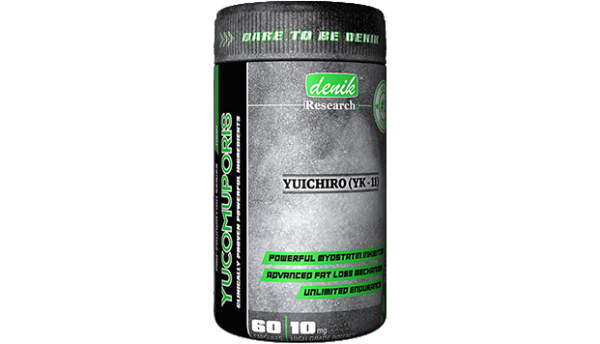 DARE TO BE DENIK
denik
Research
YUICHIRO (YK-11)
POWERFUL MYOSTATIN INHIBITOR
ADVANCED FAT LOSS MECHANISM
UNLIMITED ENDURANCE
60 10 mg
YUCOMUPORIS
CLINICALLY PROVEN POWERFUL INGREDIENTS